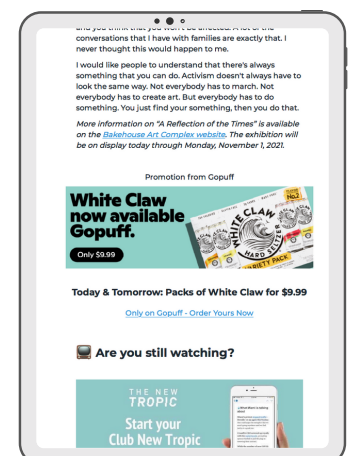 and you think that you won't be affected. A lot of the
conversations that I have with families are exactly that. I
never thought this would happen to me.
I would like people to understand that there's always
something that you can do. Activism doesn't always have to
look the same way. Not everybody has to march. Not
everybody has to create art. But everybody has to do
something. You just find your something, then you do that.
More information on "A Reflection of the Times" is available
on the Bakehouse Art Complex website. The exhibition will
be on display today through Monday, November 1, 2021.
Promotion from Gopuff
White Claw
now available
Gopuff.
Only $9.99
No.2
WHITE CLAW
HARD SELTZER
VARIETY PACK
Today & Tomorrow: Packs of White Claw for $9.99
Only on Gopuff - Order Yours Now
Are you still watching?
THE NEW
TROPIC
Start your
Club New Tropic